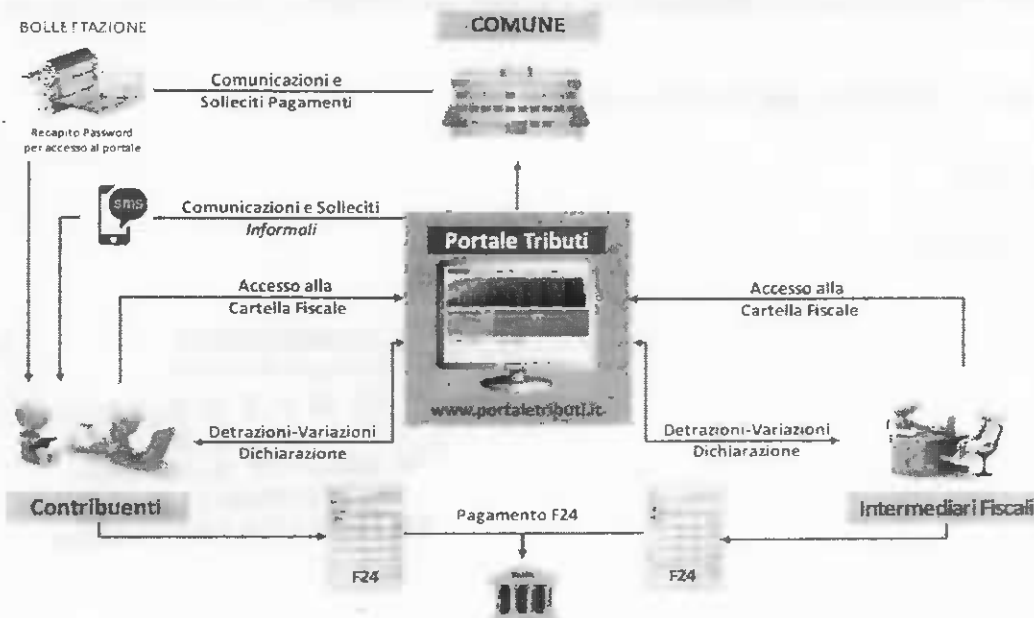 BOLLETTAZIONE
COMUNE
Comunicazioni e
Solleciti Pagamenti
Recapito Password
per accesso al portale
sms
Comunicazioni e Solleciti
Informali
Portale Tributi
Accesso alla
Cartella Fiscale
Accesso alla
Cartella Fiscale
www.portaletributi.it
Detrazioni-Variazioni
Dichiarazione
Detrazioni-Variazioni
Dichiarazione
Contribuenti
Intermediari Fiscali
Pagamento F24
F24
F24